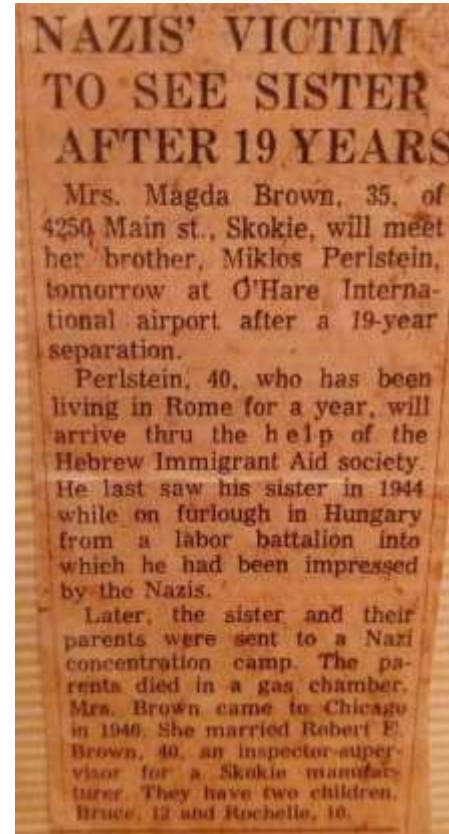 NAZIS' VICTIM
TO SEE SISTER
AFTER 19 YEARS
Mrs. Magda Brown, 35, of
4250 Main st., Skokie, will meet
her brother, Miklos Perlstein,
tomorrow at O'Hare Interna-
tional airport after a 19-year
separation.
Perlstein, 40, who has been
living in Rome for a year, will
arrive thru the help of the
Hebrew Immigrant Aid society.
He last saw his sister in 1944
while on furlough in Hungary
from a labor battalion into
which he had been impressed
by the Nazis.
Later, the sister and their
parents were sent to a Nazi
concentration camp. The pa-
rents died in a gas chamber.
Mrs. Brown came to Chicago
in 1946. She married Robert E.
Brown, 40, an inspector-super-
visor for a Skokie manufac-
turer. They have two children,
Bruce, 12 and Rochelle, 10.